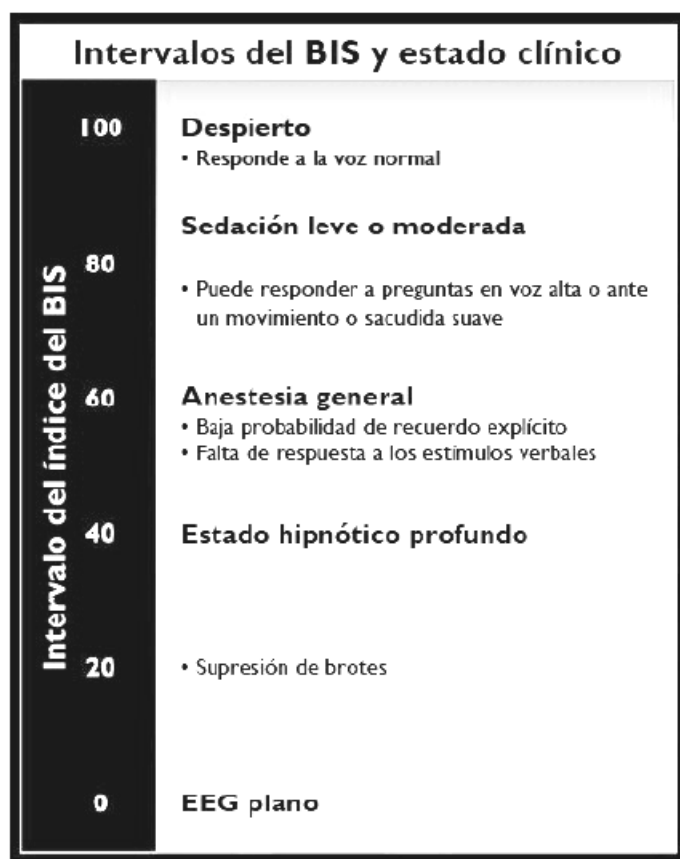 Intervalos del BIS y estado clínico
Intervalo del índice del BIS
100
Despierto
• Responde a la voz normal
Sedación leve o moderada
80
• Puede responder a preguntas en voz alta o ante
un movimiento o sacudida suave
60
Anestesia general
• Baja probabilidad de recuerdo explícito
• Falta de respuesta a los estímulos verbales
40
Estado hipnótico profundo
20
• Supresión de brotes
0
EEG plano